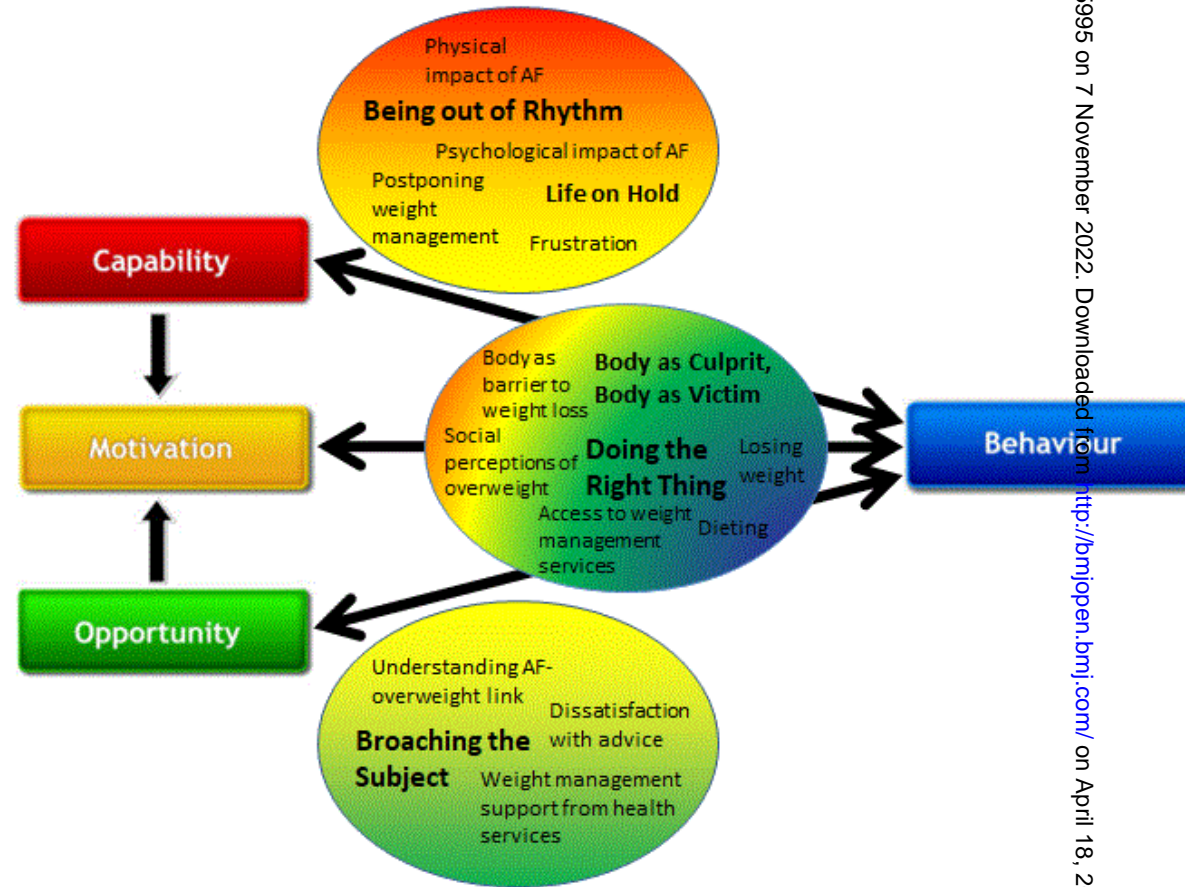 Physical
impact of AF
Being out of Rhythm
Psychological impact of AF
Postponing
weight
management
Life on Hold
Frustration
Capability
Body as
barrier to
weight loss
Body as Culprit,
Body as Victim
Motivation
Social
perceptions of
overweight
Doing the
Right Thing
Losing
weight
Access to weight
management
services
Dieting
Behaviour
Opportunity
Understanding AF-
overweight link
Dissatisfaction
with advice
Broaching the
Subject
Weight management
support from health
services
5995 on 7 November 2022. Downloaded from http://bmjopen.bmj.com/ on April 18, 2